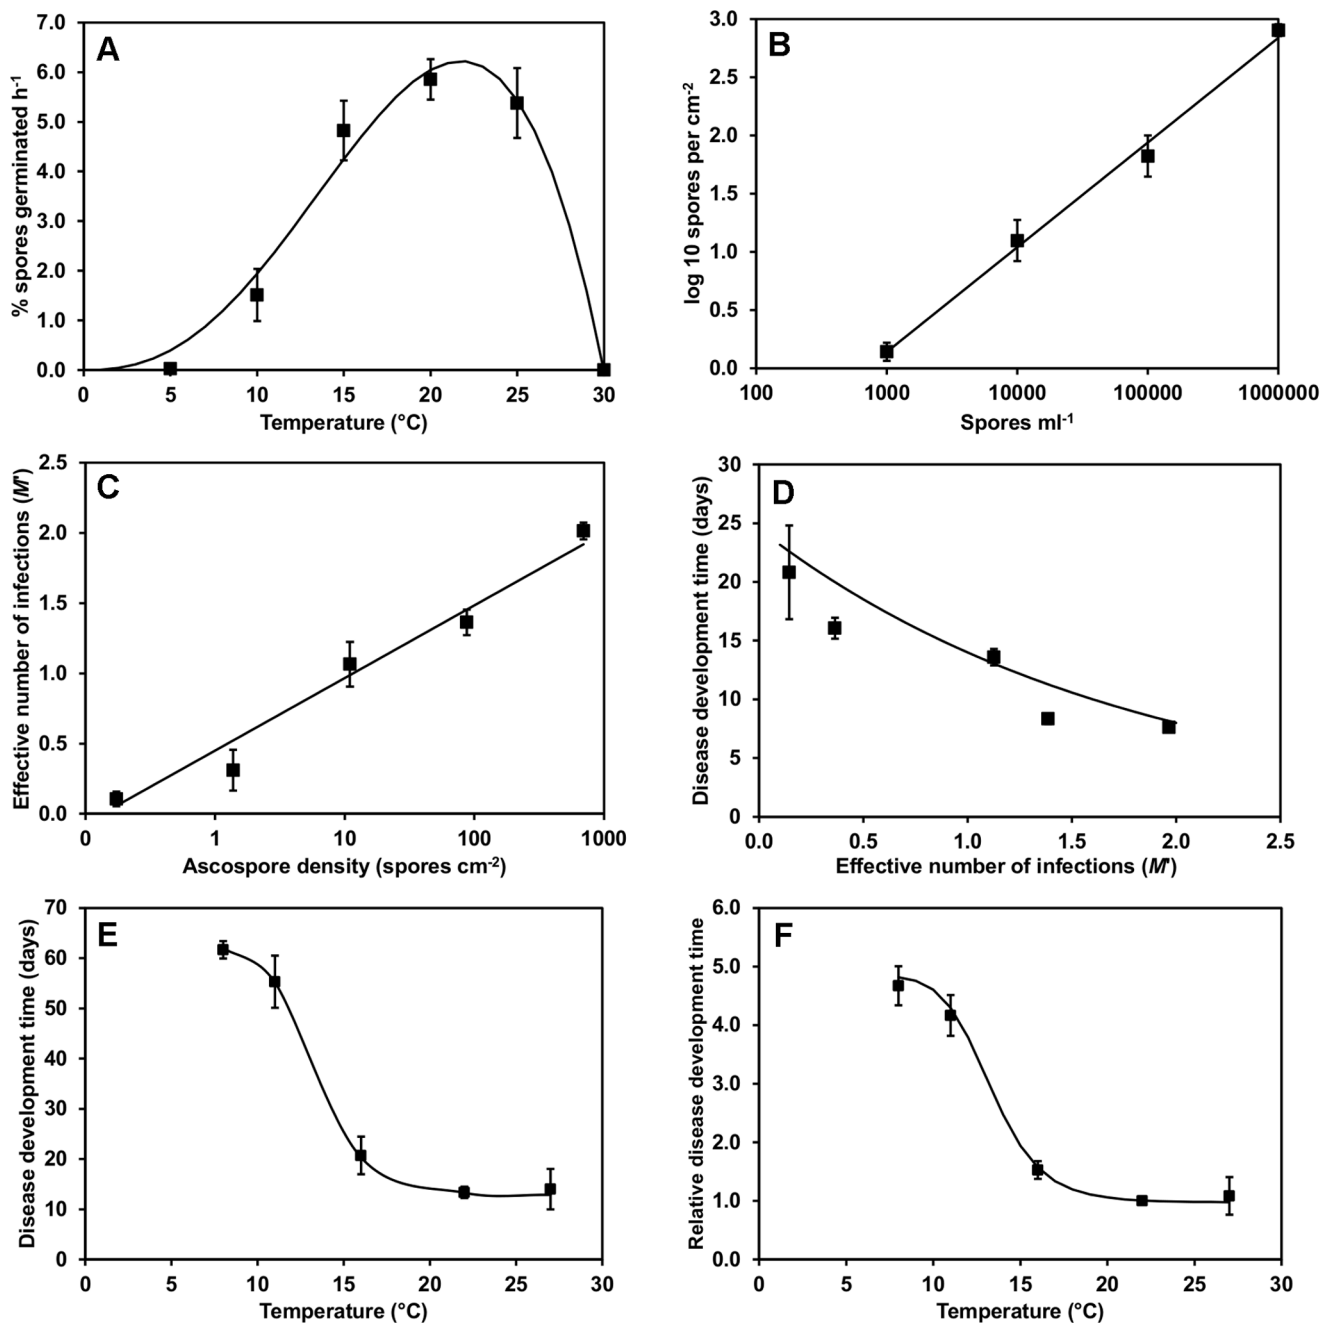 A
7.0
6.0
5.0
4.0
3.0
2.0
1.0
0.0
% spores germinated h-1
0 5 10 15 20 25 30
Temperature (°C)
B
3.0
2.5
2.0
1.5
1.0
0.5
0.0
log 10 spores per cm-2
100 1000 10000 100000 1000000
Spores ml-1
C
2.5
2.0
1.5
1.0
0.5
0.0
Effective number of infections (M')
0 1 10 100 1000
Ascospore density (spores cm-2)
D
30
25
20
15
10
5
0
Disease development time (days)
0.0 0.5 1.0 1.5 2.0 2.5
Effective number of infections (M')
E
70
60
50
40
30
20
10
0
Disease development time (days)
0 5 10 15 20 25 30
Temperature (°C)
F
6.0
5.0
4.0
3.0
2.0
1.0
0.0
Relative disease development time
0 5 10 15 20 25 30
Temperature (°C)